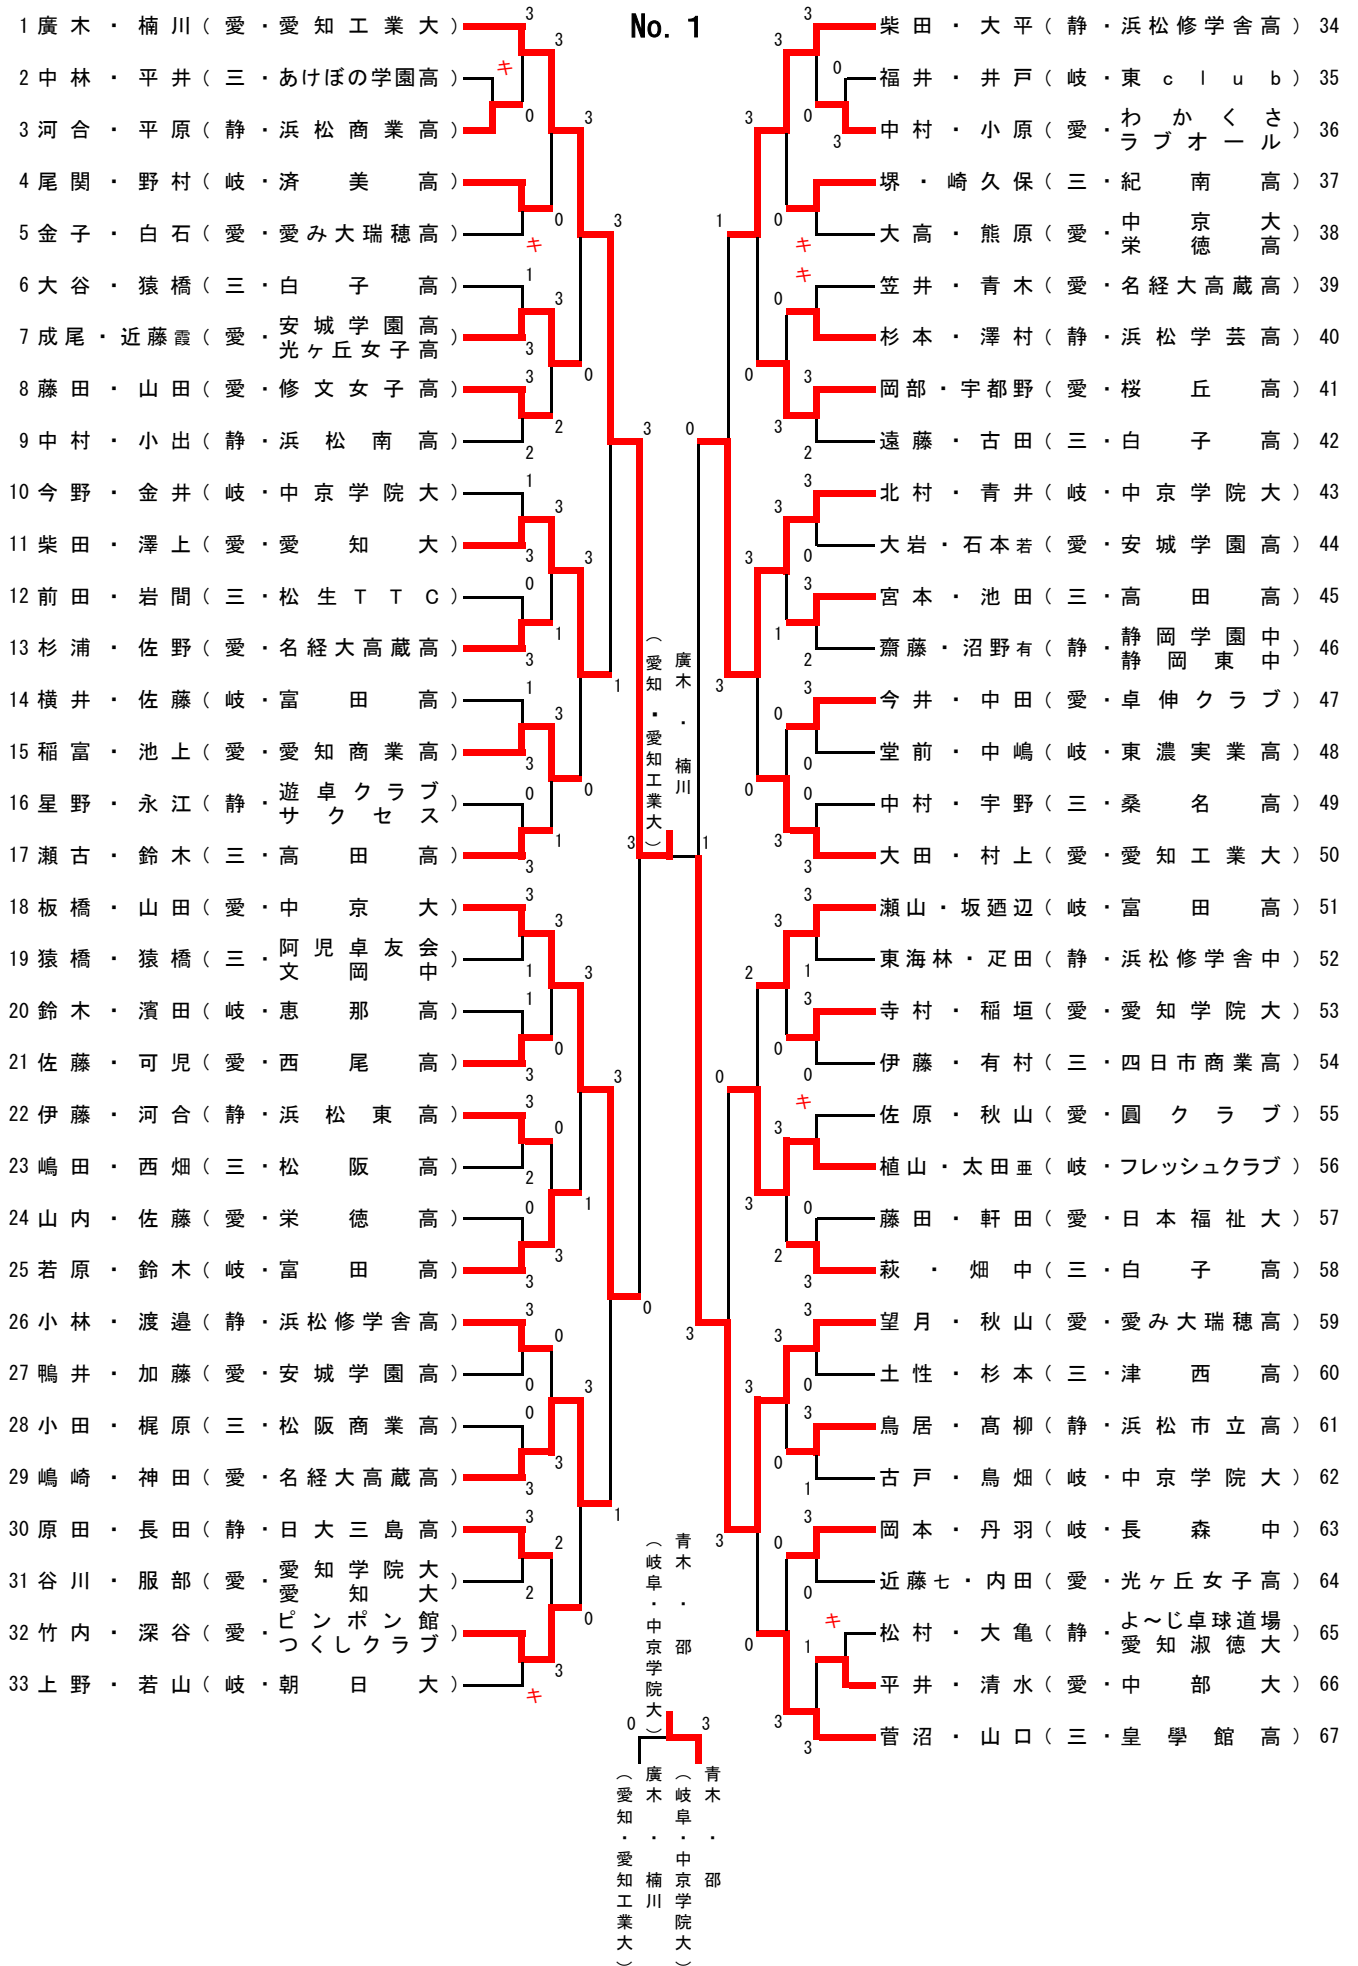 No. 1
1 廣木・楠川(愛・愛知工業大)
2 中林・平井(三・あけぼの学園高)
3 河合・平原(静・浜松商業高)
4 尾関・野村(岐・済美高)
5 金子・白石(愛・愛み大瑞穂高)
6 大谷・猿橋(三・白子高)
7 成尾・近藤霞(愛・安城学園高 光ヶ丘女子高)
8 藤田・山田(愛・修文女子高)
9 中村・小出(静・浜松南高)
10 今野・金井(岐・中京学院大)
11 柴田・澤上(愛・愛知大)
12 前田・岩間(三・松生TTC)
13 杉浦・佐野(愛・名経大高蔵高)
14 横井・佐藤(岐・富田高)
15 稲富・池上(愛・愛知商業高)
16 星野・永江(静・遊卓クラブ サクセス)
17 瀬古・鈴木(三・高田高)
18 板橋・山田(愛・中京大)
19 猿橋・猿橋(三・阿児卓友会 文岡中)
20 鈴木・濱田(岐・恵那高)
21 佐藤・可児(愛・西尾高)
22 伊藤・河合(静・浜松東高)
23 嶋田・西畑(三・松阪高)
24 山内・佐藤(愛・栄徳高)
25 若原・鈴木(岐・富田高)
26 小林・渡邉(静・浜松修学舎高)
27 鴨井・加藤(愛・安城学園高)
28 小田・梶原(三・松阪商業高)
29 嶋崎・神田(愛・名経大高蔵高)
30 原田・長田(静・日大三島高)
31 谷川・服部(愛・愛知学院大 愛知大)
32 竹内・深谷(愛・ピンポン館 つくしクラブ)
33 上野・若山(岐・朝日大)
柴田・大平(静・浜松修学舎高) 34
福井・井戸(岐・東club) 35
中村・小原(愛・わかくさ ラブオール) 36
堺・崎久保(三・紀南高) 37
大高・熊原(愛・中京大 栄徳高) 38
笠井・青木(愛・名経大高蔵高) 39
杉本・澤村(静・浜松学芸高) 40
岡部・宇都野(愛・桜丘高) 41
遠藤・古田(三・白子高) 42
北村・青井(岐・中京学院大) 43
大岩・石本若(愛・安城学園高) 44
宮本・池田(三・高田高) 45
齋藤・沼野有(静・静岡学園中 静岡東中) 46
今井・中田(愛・卓伸クラブ) 47
堂前・中嶋(岐・東濃実業高) 48
中村・宇野(三・桑名高) 49
大田・村上(愛・愛知工業大) 50
瀬山・坂廼辺(岐・富田高) 51
東海林・疋田(静・浜松修学舎中) 52
寺村・稲垣(愛・愛知学院大) 53
伊藤・有村(三・四日市商業高) 54
佐原・秋山(愛・圓クラブ) 55
植山・太田亜(岐・フレッシュクラブ) 56
藤田・軒田(愛・日本福祉大) 57
萩・畑中(三・白子高) 58
望月・秋山(愛・愛み大瑞穂高) 59
土性・杉本(三・津西高) 60
鳥居・髙柳(静・浜松市立高) 61
古戸・鳥畑(岐・中京学院大) 62
岡本・丹羽(岐・長森中) 63
近藤七・内田(愛・光ヶ丘女子高) 64
松村・大亀(静・よ～じ卓球道場 愛知淑徳大) 65
平井・清水(愛・中部大) 66
菅沼・山口(三・皇學館高) 67
廣木・楠川
(愛知・愛知工業大)
3 1
青木・邵
(岐阜・中京学院大)
0 3
廣木・楠川
(愛知・愛知工業大)
青木・邵
(岐阜・中京学院大)